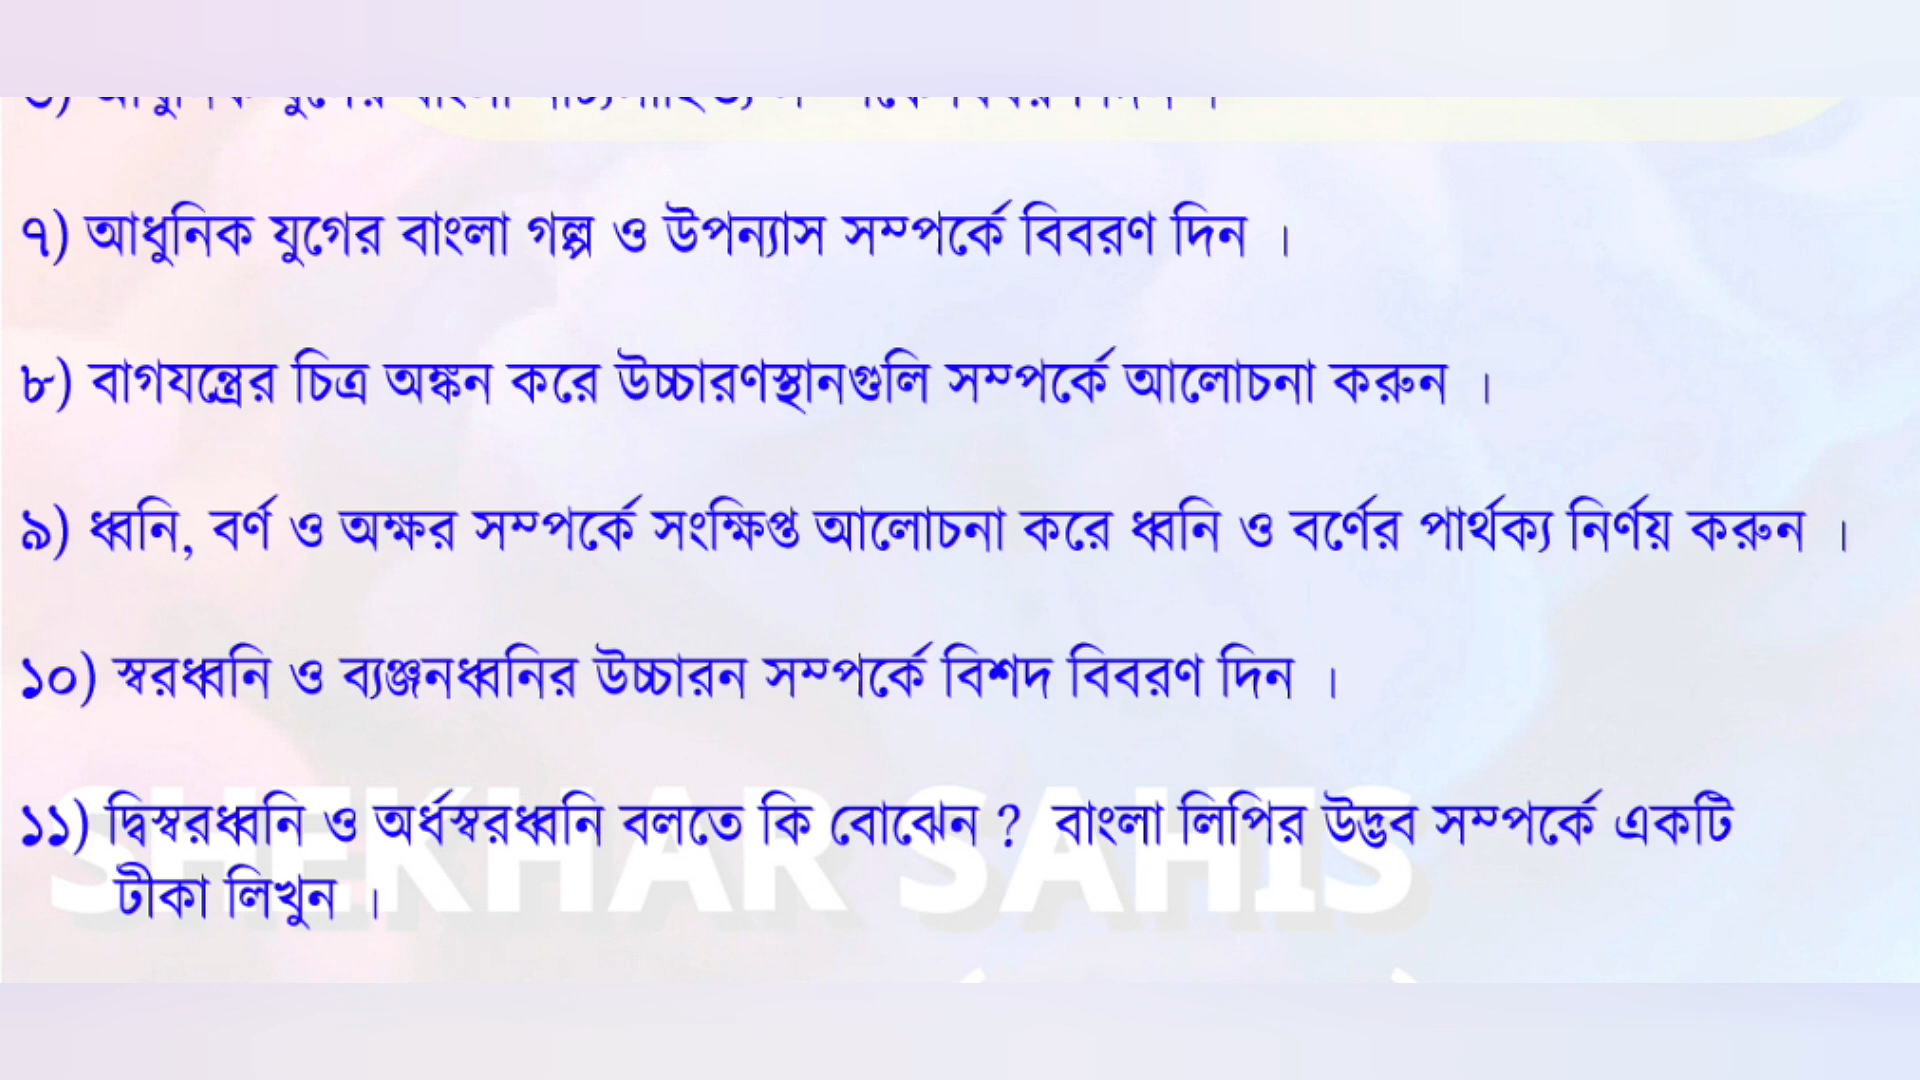 ৭) আধুনিক যুগের বাংলা গল্প ও উপন্যাস সম্পর্কে বিবরণ দিন ।
৮) বাগযন্ত্রের চিত্র অঙ্কন করে উচ্চারণস্থানগুলি সম্পর্কে আলোচনা করুন ।
৯) ধ্বনি, বর্ণ ও অক্ষর সম্পর্কে সংক্ষিপ্ত আলোচনা করে ধ্বনি ও বর্ণের পার্থক্য নির্ণয় করুন ।
১০) স্বরধ্বনি ও ব্যঞ্জনধ্বনির উচ্চারন সম্পর্কে বিশদ বিবরণ দিন ।
১১) দ্বিস্বরধ্বনি ও অর্ধস্বরধ্বনি বলতে কি বোঝেন ? বাংলা লিপির উদ্ভব সম্পর্কে একটি
টীকা লিখুন ।
SHEKHAR SAHIS